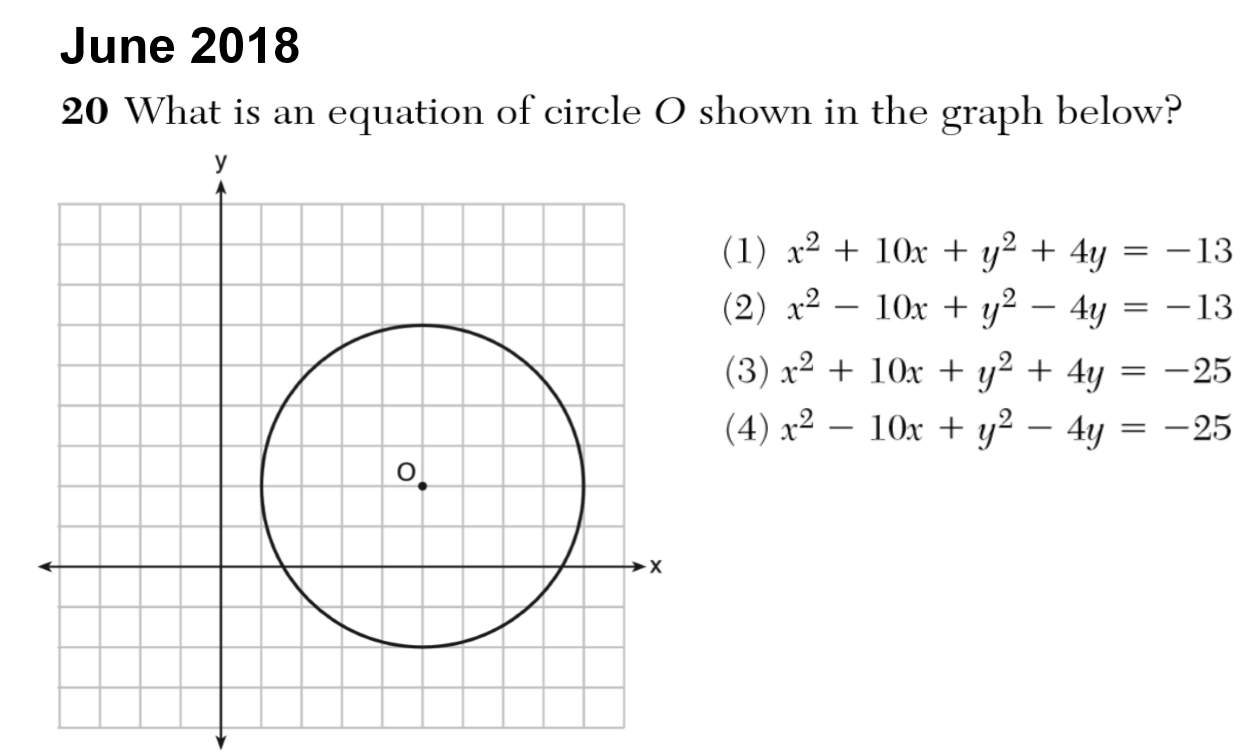 June 2018
20 What is an equation of circle O shown in the graph below?
y
(1) x² + 10x + y² + 4y = −13
(2) x² − 10x + y² − 4y = −13
(3) x² + 10x + y² + 4y = −25
(4) x² − 10x + y² − 4y = −25
O
x